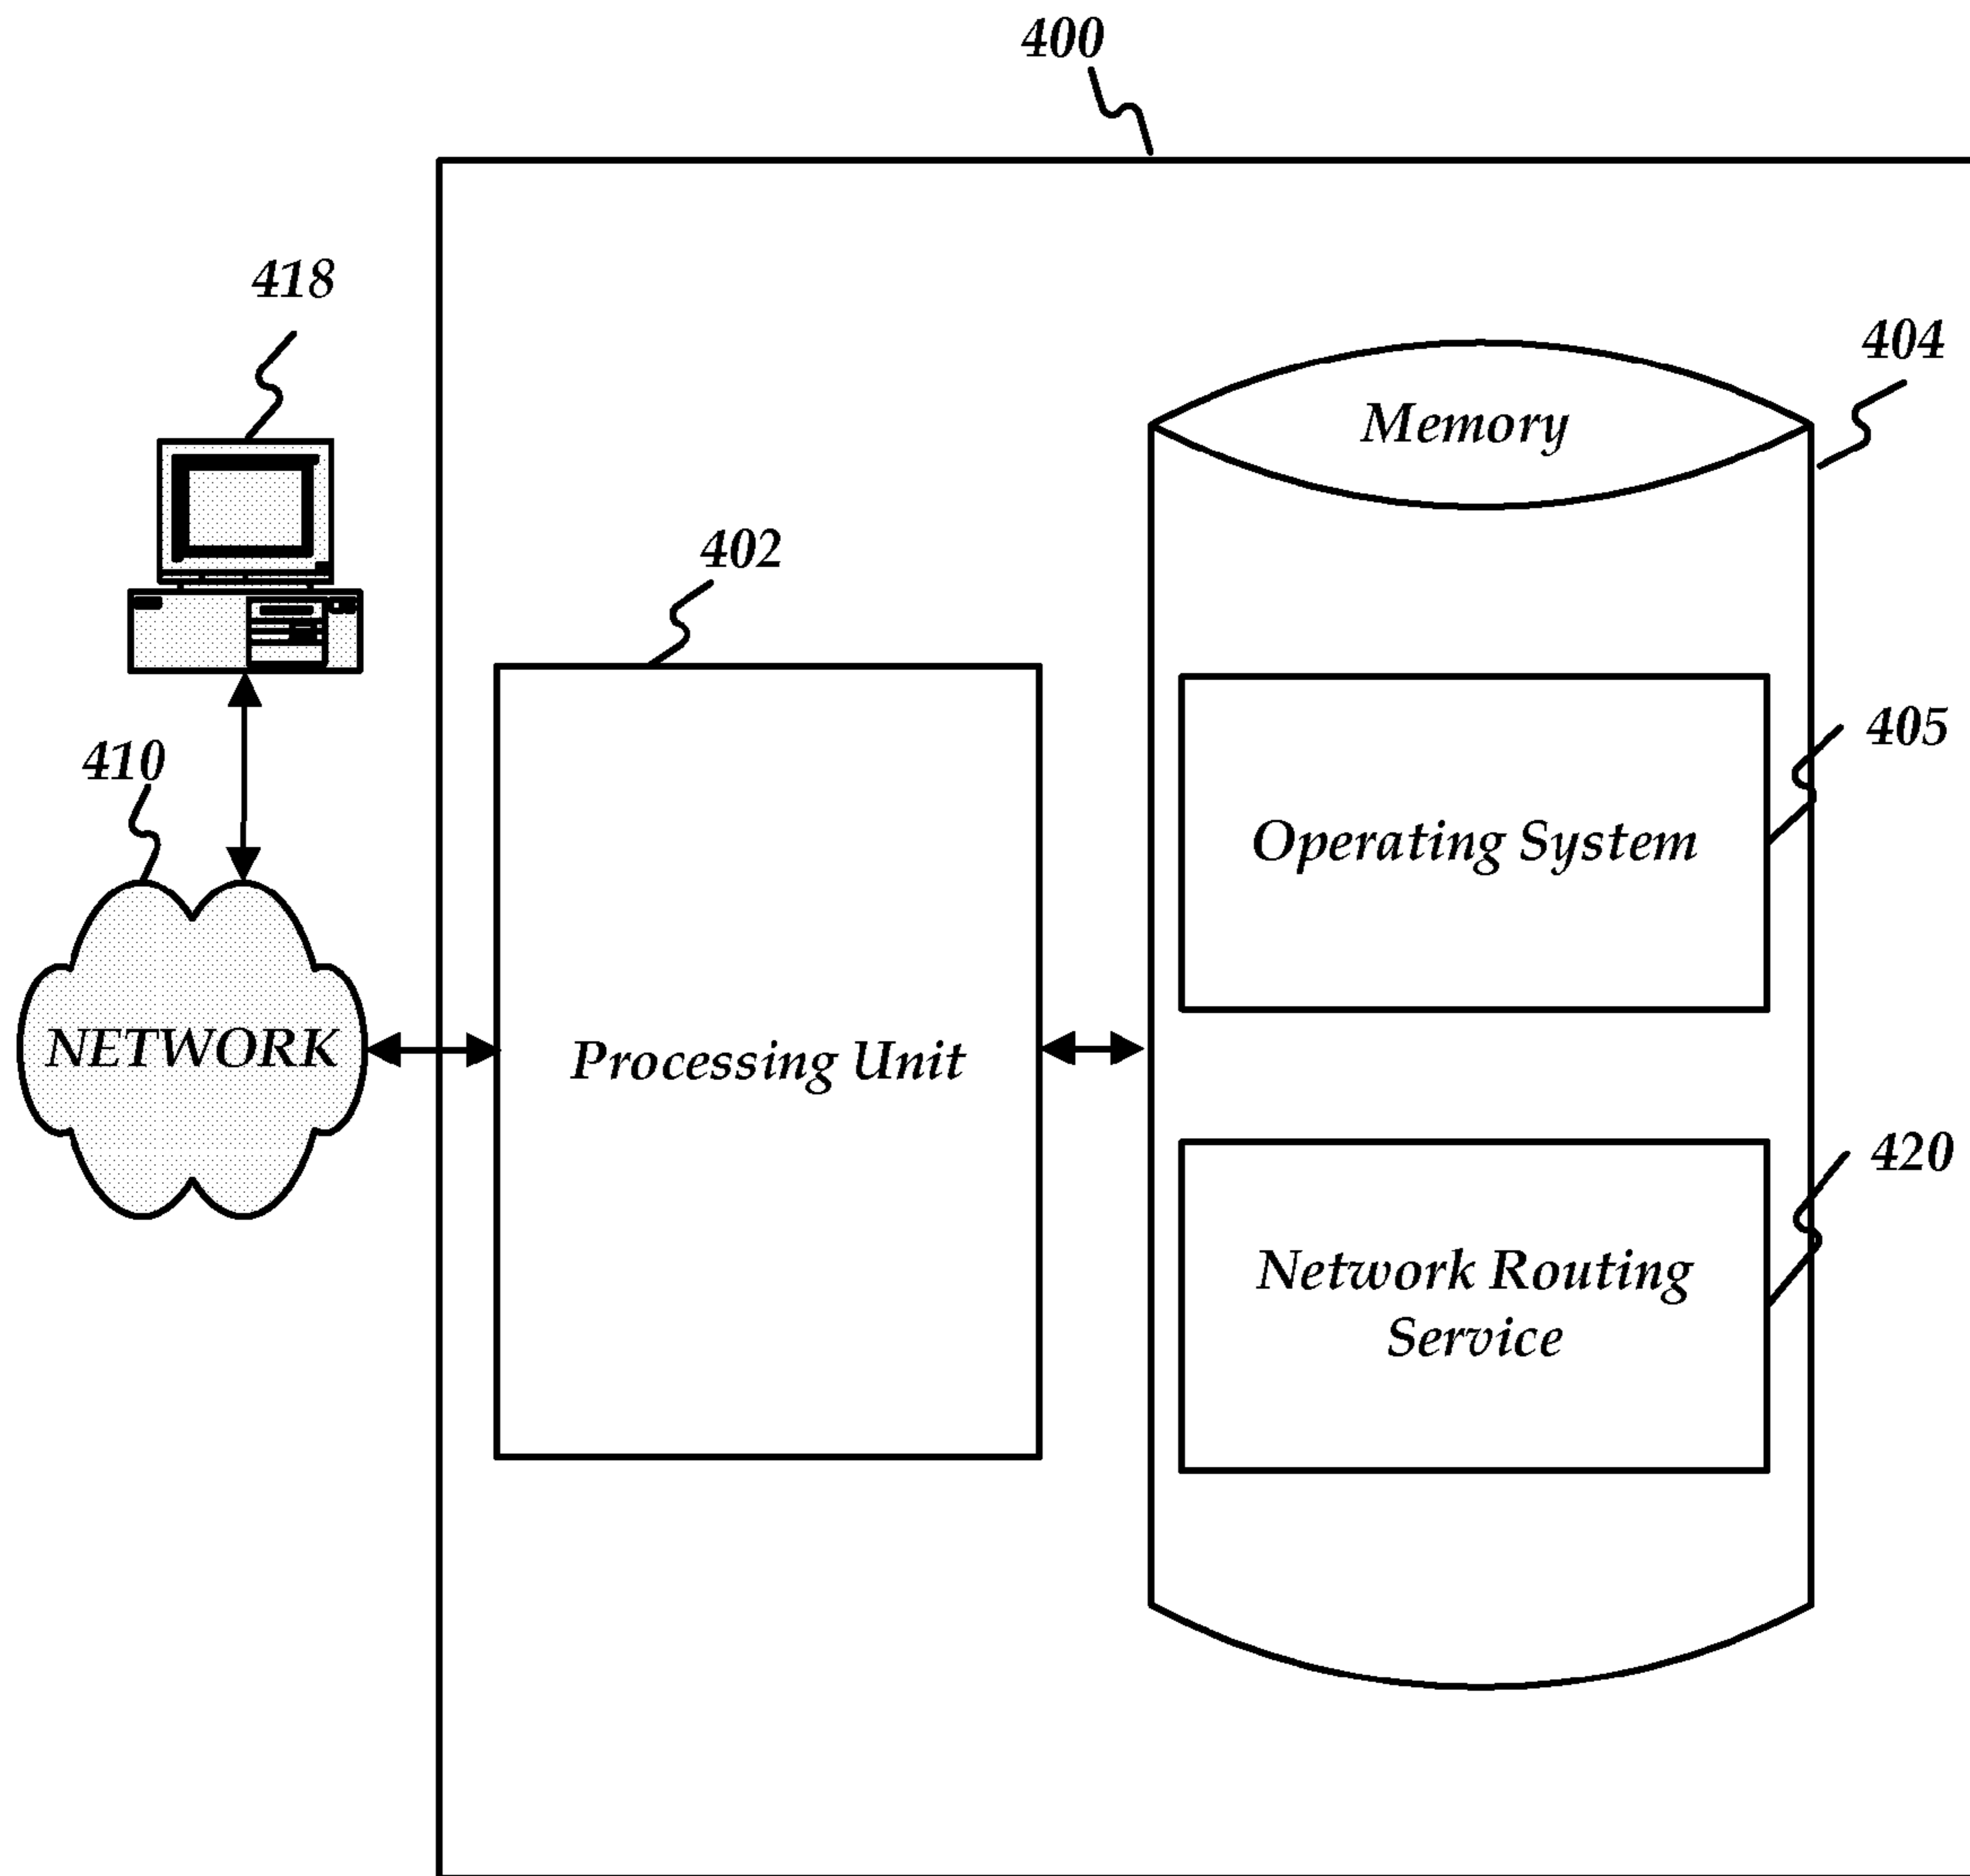 400
418
404
Memory
402
405
410
Operating System
NETWORK
Processing Unit
420
Network Routing
Service